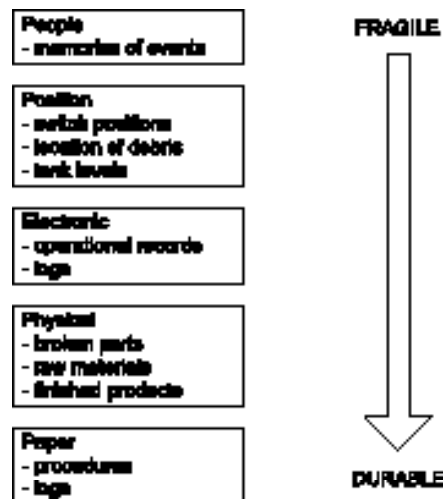 People
- memories of events
FRAGILE
Position
- switch positions
- location of debris
- tank levels
Electronic
- operational records
- logs
Physical
- broken parts
- raw materials
- finished products
Paper
- procedures
- logs
DURABLE